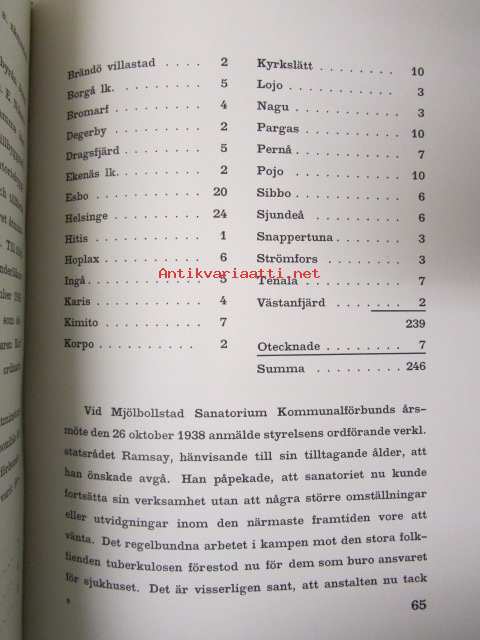 Brändö villastad . . . . 2
Borgå lk. . . . . . . . . 5
Bromarf . . . . . . . . 4
Degerby . . . . . . . . 2
Dragsfjärd . . . . . . . 5
Ekenäs lk. . . . . . . . 2
Esbo . . . . . . . . . . 20
Helsinge . . . . . . . . 24
Hitis . . . . . . . . . . 1
Hoplax . . . . . . . . . 6
Ingå . . . . . . . . . .
Karis . . . . . . . . . 4
Kimito . . . . . . . . . 7
Korpo . . . . . . . . . 2
Kyrkslätt . . . . . . . . 10
Lojo . . . . . . . . . . 3
Nagu . . . . . . . . . 3
Pargas . . . . . . . . . 10
Pernå . . . . . . . . . 7
Pojo . . . . . . . . . . 10
Sibbo . . . . . . . . . 6
Sjundeå . . . . . . . . 6
Snappertuna . . . . . . 3
Strömfors . . . . . . . 3
Tenala . . . . . . . . . 7
Västanfjärd . . . . . . 2
239
Otecknade . . . . . . . 7
Summa . . . . . . . . 246
Antikvariaatti.net
Vid Mjölbollstad Sanatorium Kommunalförbunds års-
möte den 26 oktober 1938 anmälde styrelsens ordförande verkl.
statsrådet Ramsay, hänvisande till sin tilltagande ålder, att
han önskade avgå. Han påpekade, att sanatoriet nu kunde
fortsätta sin verksamhet utan att några större omställningar
eller utvidgningar inom den närmaste framtiden vore att
vänta. Det regelbundna arbetet i kampen mot den stora folk-
fienden tuberkulosen förestod nu för dem som buro ansvaret
för sjukhuset. Det är visserligen sant, att anstalten nu tack
65